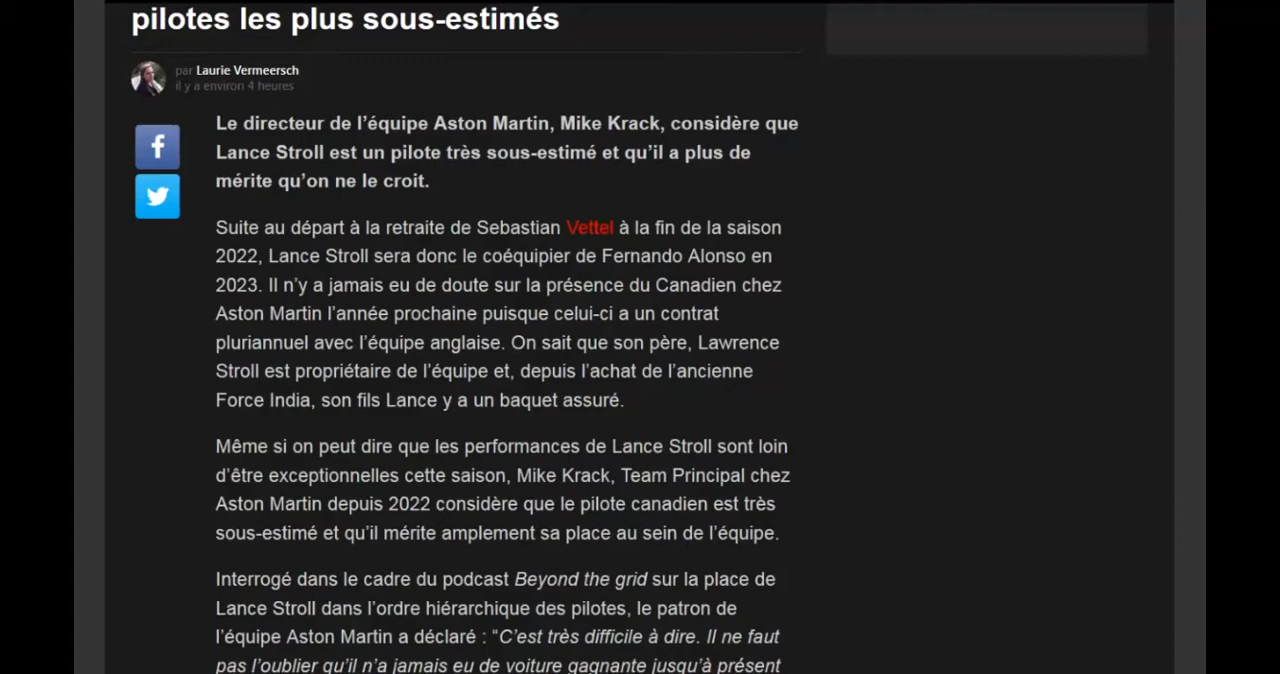 pilotes les plus sous-estimés
par Laurie Vermeersch
il y a environ 4 heures
Le directeur de l’équipe Aston Martin, Mike Krack, considère que
Lance Stroll est un pilote très sous-estimé et qu’il a plus de
mérite qu’on ne le croit.
Suite au départ à la retraite de Sebastian Vettel à la fin de la saison
2022, Lance Stroll sera donc le coéquipier de Fernando Alonso en
2023. Il n’y a jamais eu de doute sur la présence du Canadien chez
Aston Martin l’année prochaine puisque celui-ci a un contrat
pluriannuel avec l’équipe anglaise. On sait que son père, Lawrence
Stroll est propriétaire de l’équipe et, depuis l’achat de l’ancienne
Force India, son fils Lance y a un baquet assuré.
Même si on peut dire que les performances de Lance Stroll sont loin
d’être exceptionnelles cette saison, Mike Krack, Team Principal chez
Aston Martin depuis 2022 considère que le pilote canadien est très
sous-estimé et qu’il mérite amplement sa place au sein de l’équipe.
Interrogé dans le cadre du podcast Beyond the grid sur la place de
Lance Stroll dans l’ordre hiérarchique des pilotes, le patron de
l’équipe Aston Martin a déclaré : “C’est très difficile à dire. Il ne faut
pas l’oublier qu’il n’a jamais eu de voiture gagnante jusqu’à présent